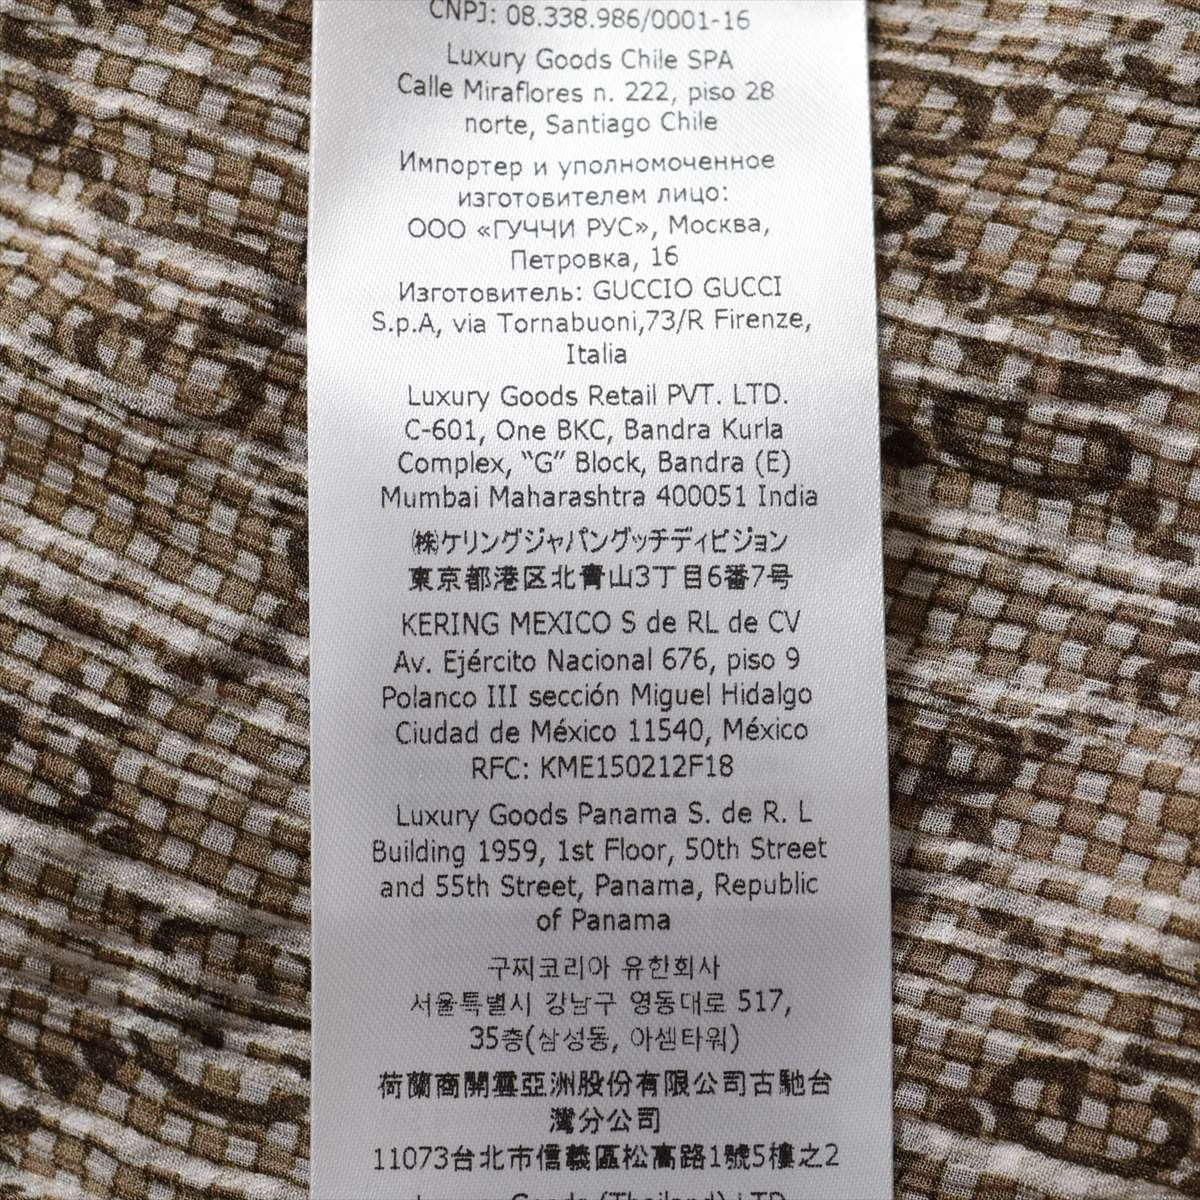 CNPJ: 08.338.986/0001-16
Luxury Goods Chile SPA
Calle Miraflores n. 222, piso 28
norte, Santiago Chile
Импортер и уполномоченное
изготовителем лицо:
ООО «ГУЧЧИ РУС», Москва,
Петровка, 16
Изготовитель: GUCCIO GUCCI
S.p.A, via Tornabuoni,73/R Firenze,
Italia
Luxury Goods Retail PVT. LTD.
C-601, One BKC, Bandra Kurla
Complex, “G” Block, Bandra (E)
Mumbai Maharashtra 400051 India
㈱ケリングジャパングッチディビジョン
東京都港区北青山3丁目6番7号
KERING MEXICO S de RL de CV
Av. Ejército Nacional 676, piso 9
Polanco III sección Miguel Hidalgo
Ciudad de México 11540, México
RFC: KME150212F18
Luxury Goods Panama S. de R. L
Building 1959, 1st Floor, 50th Street
and 55th Street, Panama, Republic
of Panama
구찌코리아 유한회사
서울특별시 강남구 영동대로 517,
35층(삼성동, 아셈타워)
荷蘭商開雲亞洲股份有限公司古馳台
灣分公司
11073台北市信義區松高路1號5樓之2
Luxury Goods (Thailand) LTD